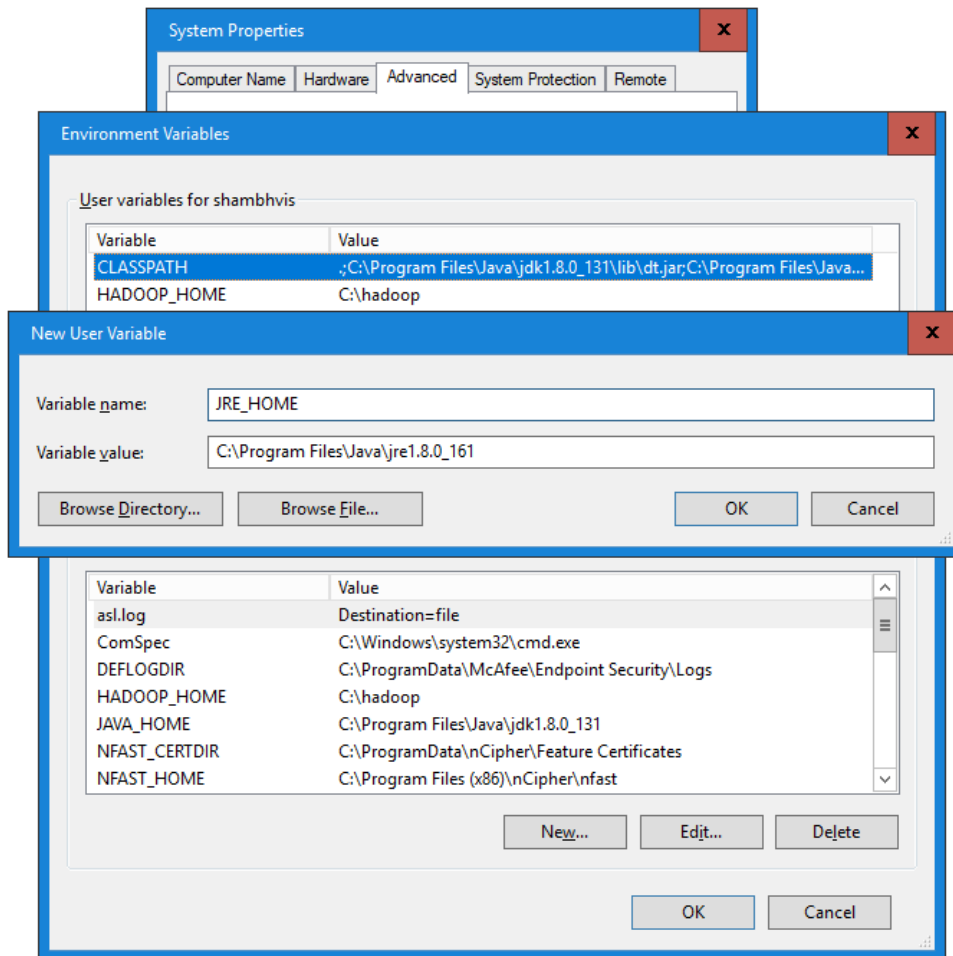 System Properties
x
Computer Name Hardware Advanced System Protection Remote
Environment Variables
x
User variables for shambhvis
Variable Value
CLASSPATH .;C:\Program Files\Java\jdk1.8.0_131\lib\dt.jar;C:\Program Files\Java...
HADOOP_HOME C:\hadoop
New User Variable
x
Variable name: JRE_HOME
Variable value: C:\Program Files\Java\jre1.8.0_161
Browse Directory... Browse File... OK Cancel
Variable Value
asl.log Destination=file
ComSpec C:\Windows\system32\cmd.exe
DEFLOGDIR C:\ProgramData\McAfee\Endpoint Security\Logs
HADOOP_HOME C:\hadoop
JAVA_HOME C:\Program Files\Java\jdk1.8.0_131
NFAST_CERTDIR C:\ProgramData\nCipher\Feature Certificates
NFAST_HOME C:\Program Files (x86)\nCipher\nfast
New... Edit... Delete
OK Cancel